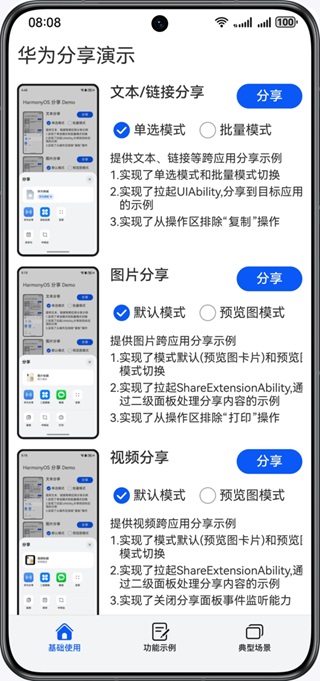 08:08
100
华为分享演示
HarmonyOS 分享 Demo
文本/链接分享
分享
单选模式
批量模式
提供文本、链接等跨应用分享示例
1.实现了单选模式和批量模式切换
2.实现了拉起UIAbility,分享到目标应用
的示例
3.实现了从操作区排除“复制”操作
HarmonyOS 分享 Demo
图片分享
分享
默认模式
预览图模式
提供图片跨应用分享示例
1.实现了模式默认(预览图卡片)和预览图
模式切换
2.实现了拉起ShareExtensionAbility,通
过二级面板处理分享内容的示例
3.实现了从操作区排除“打印”操作
HarmonyOS 分享 Demo
视频分享
分享
默认模式
预览图模式
提供视频跨应用分享示例
1.实现了模式默认(预览图卡片)和预览图
模式切换
2.实现了拉起ShareExtensionAbility,通
过二级面板处理分享内容的示例
3.实现了关闭分享面板事件监听能力
基础使用
功能示例
典型场景